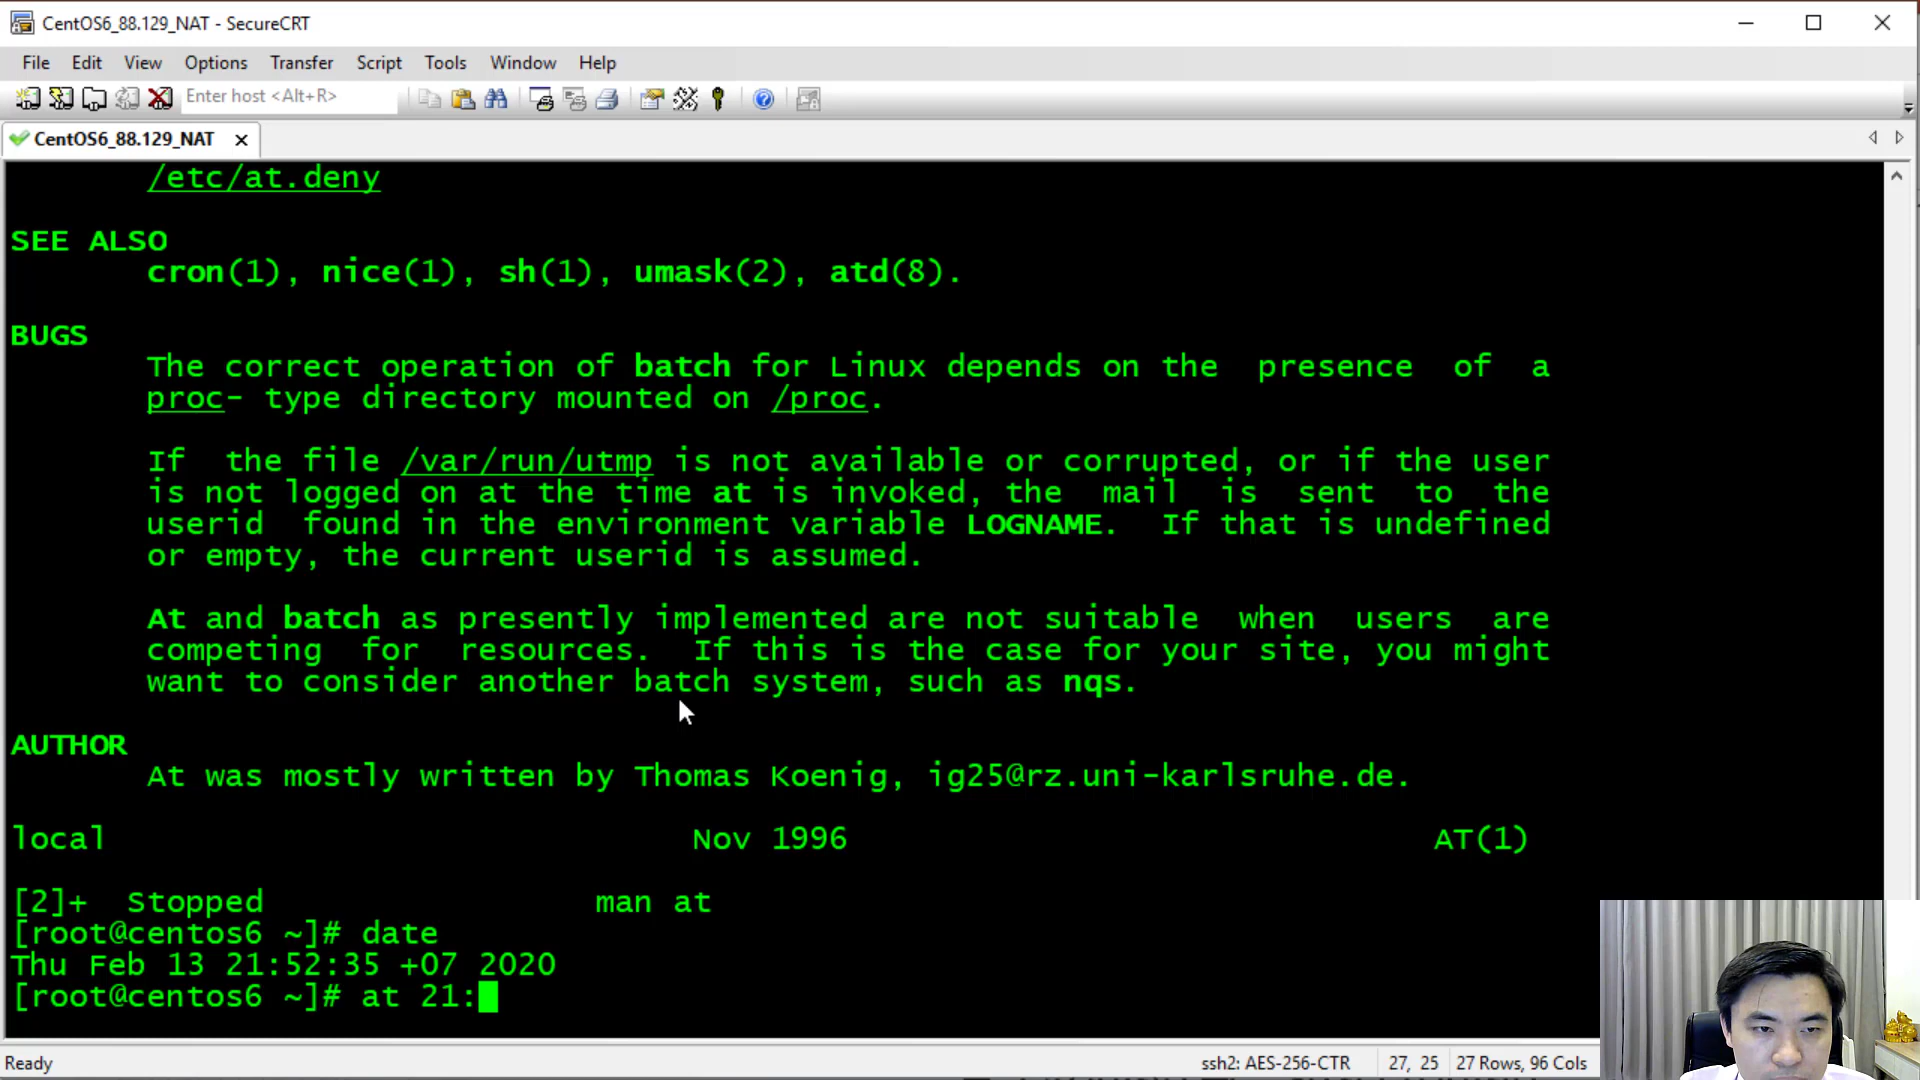 CentOS6_88.129_NAT - SecureCRT
File Edit View Options Transfer Script Tools Window Help
Enter host <Alt+R>
CentOS6_88.129_NAT
/etc/at.deny
SEE ALSO
cron(1), nice(1), sh(1), umask(2), atd(8).
BUGS
The correct operation of batch for Linux depends on the presence of a
proc- type directory mounted on /proc.
If the file /var/run/utmp is not available or corrupted, or if the user
is not logged on at the time at is invoked, the mail is sent to the
userid found in the environment variable LOGNAME. If that is undefined
or empty, the current userid is assumed.
At and batch as presently implemented are not suitable when users are
competing for resources. If this is the case for your site, you might
want to consider another batch system, such as nqs.
AUTHOR
At was mostly written by Thomas Koenig, ig25@rz.uni-karlsruhe.de.
local Nov 1996 AT(1)
[2]+ Stopped man at
[root@centos6 ~]# date
Thu Feb 13 21:52:35 +07 2020
[root@centos6 ~]# at 21:
Ready ssh2: AES-256-CTR 27, 25 27 Rows, 96 Cols